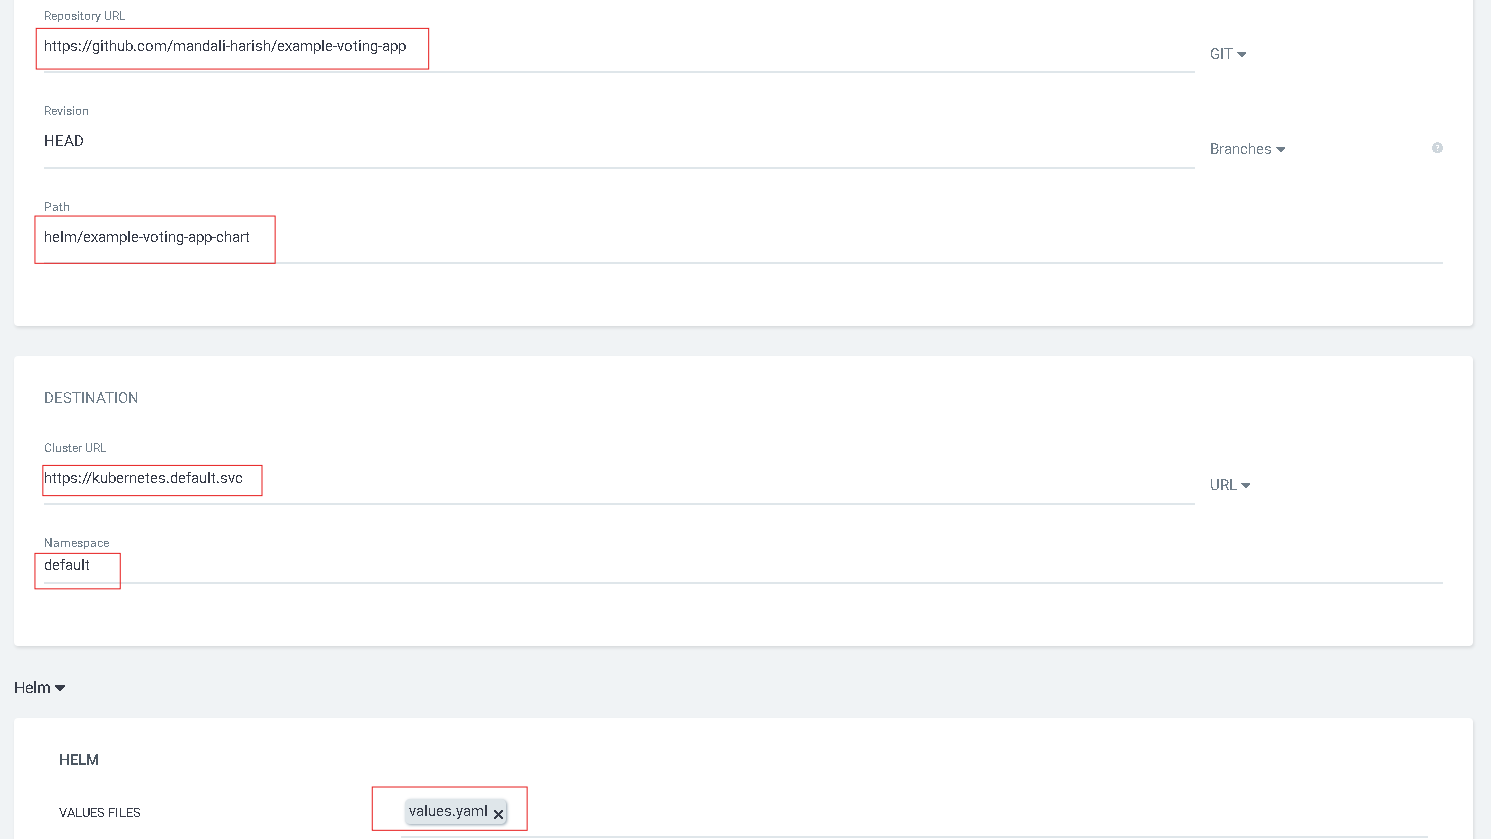 Repository URL
https://github.com/mandali-harish/example-voting-app
GIT
Revision
HEAD
Branches
?
Path
helm/example-voting-app-chart
DESTINATION
Cluster URL
https://kubernetes.default.svc
URL
Namespace
default
Helm
HELM
VALUES FILES
values.yaml